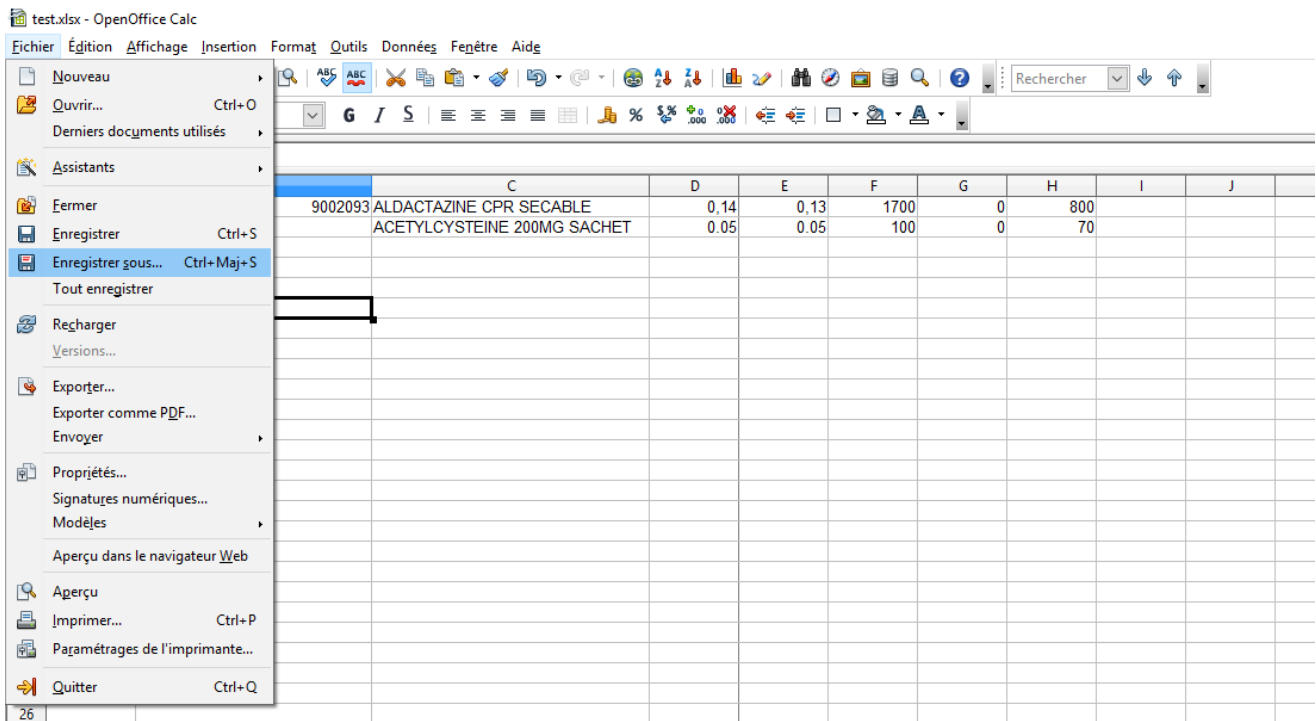 test.xlsx - OpenOffice Calc
Fichier Édition Affichage Insertion Format Outils Données Fenêtre Aide
Nouveau
Ouvrir... Ctrl+O
Derniers documents utilisés
Assistants
Fermer
Enregistrer Ctrl+S
Enregistrer sous... Ctrl+Maj+S
Tout enregistrer
Recharger
Versions...
Exporter...
Exporter comme PDF...
Envoyer
Propriétés...
Signatures numériques...
Modèles
Aperçu dans le navigateur Web
Aperçu
Imprimer... Ctrl+P
Paramétrages de l'imprimante...
Quitter Ctrl+Q
26
ABC ABC Rechercher
G I S % $% .000 .000 A
C D E F G H I J
9002093 ALDACTAZINE CPR SECABLE 0,14 0,13 1700 0 800
ACETYLCYSTEINE 200MG SACHET 0.05 0.05 100 0 70